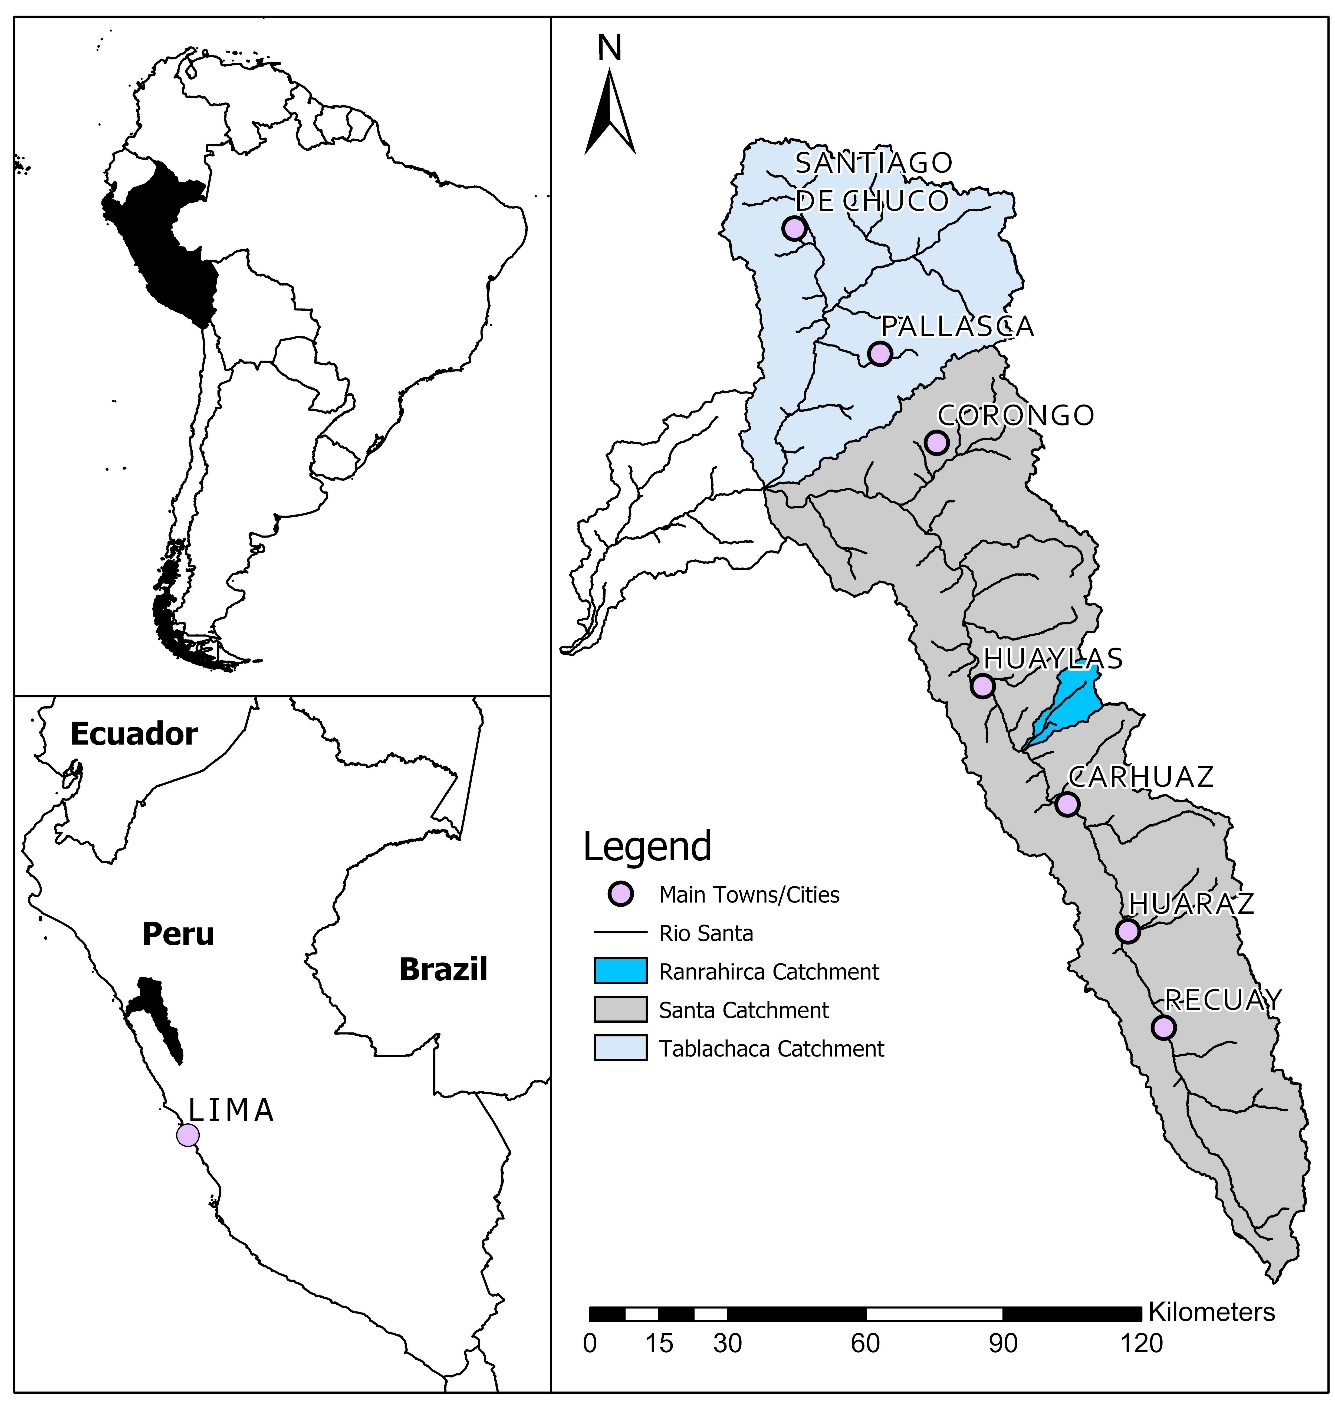 Ecuador
Peru
Brazil
LIMA
N
SANTIAGO
DE CHUCO
PALLASCA
CORONGO
HUAYLAS
CARHUAZ
HUARAZ
RECUAY
Legend
Main Towns/Cities
Rio Santa
Ranrahirca Catchment
Santa Catchment
Tablachaca Catchment
Kilometers
0 15 30 60 90 120